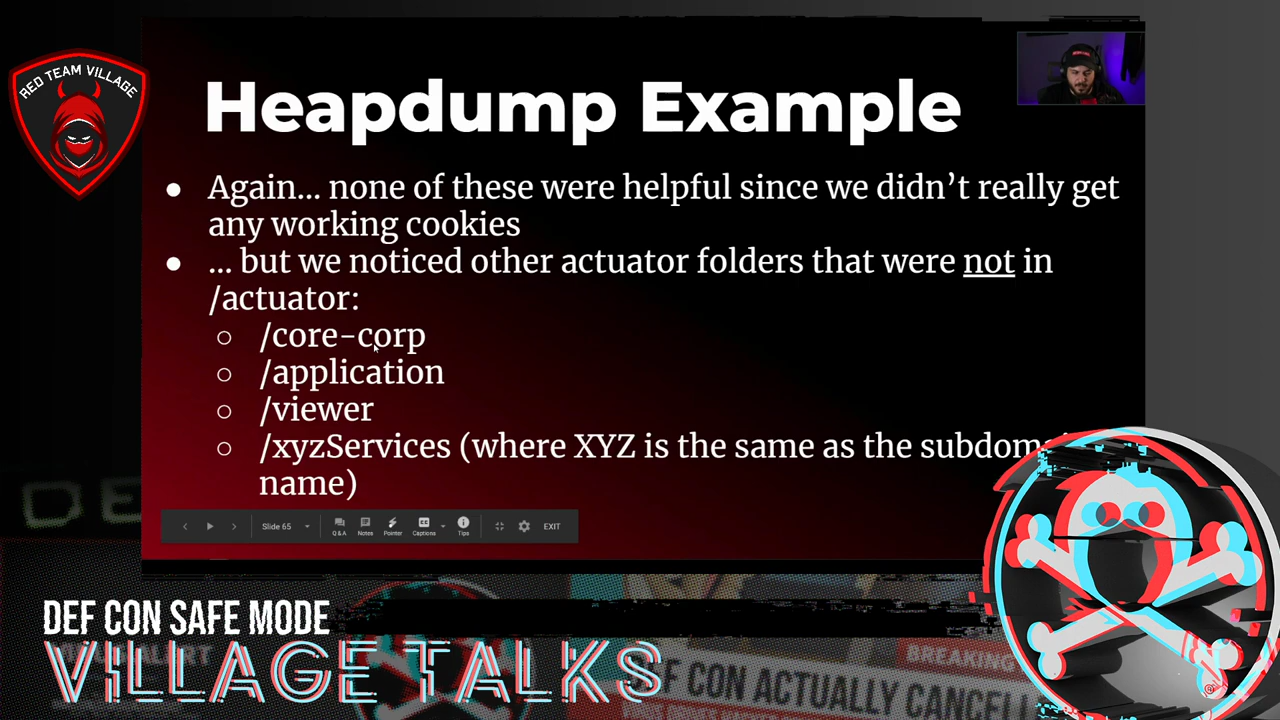 RED TEAM VILLAGE
Heapdump Example
● Again... none of these were helpful since we didn’t really get
any working cookies
● ... but we noticed other actuator folders that were not in
/actuator:
○ /core-corp
○ /application
○ /viewer
○ /xyzServices (where XYZ is the same as the subdomain
name)
Slide 65
Q&A Notes Pointer Captions Tips EXIT
DEF CON SAFE MODE
VILLAGE TALKS
BREAKING
DEF CON ACTUALLY CANCELL